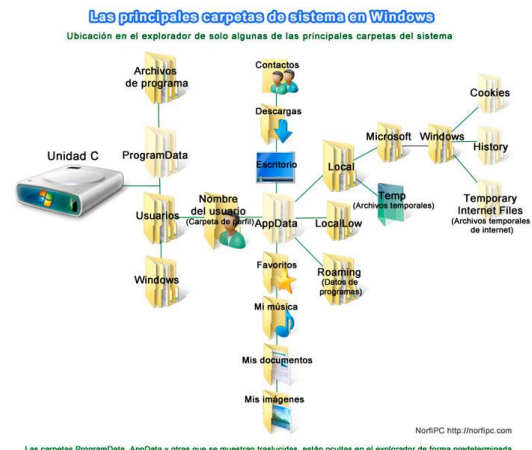 Las principales carpetas de sistema en Windows
Ubicación en el explorador de solo algunas de las principales carpetas del sistema
Unidad C
Archivos
de programa
ProgramData
Usuarios
Windows
Nombre
del usuario
(Carpeta de perfil)
Contactos
Descargas
Escritorio
AppData
Favoritos
Mi música
Mis documentos
Mis imágenes
Local
LocalLow
Roaming
(Datos de
programas)
Microsoft
Temp
(Archivos temporales)
Windows
Cookies
History
Temporary
Internet Files
(Archivos temporales
de internet)
NorfiPC http://norfipc.com
Las carpetas ProgramData, AppData y otras que se muestran traslucidas, están ocultas en el explorador de forma predeterminada